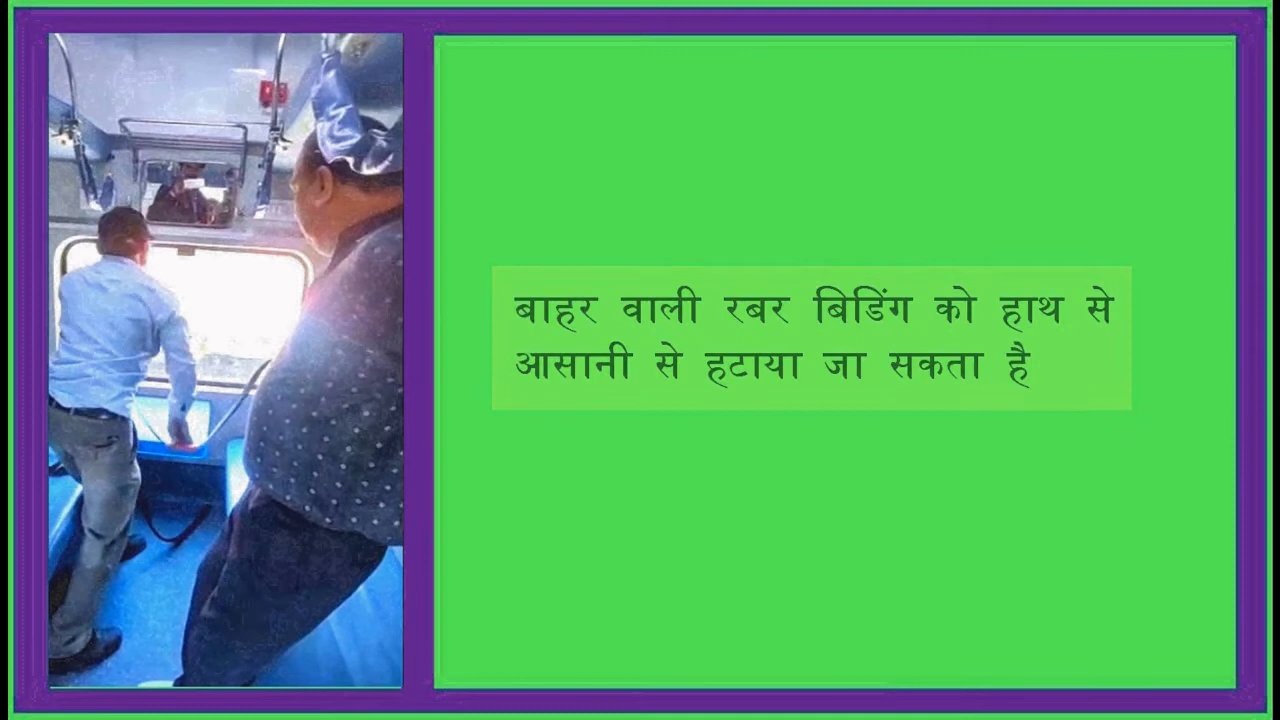 बाहर वाली रबर बिडिंग को हाथ से
आसानी से हटाया जा सकता है